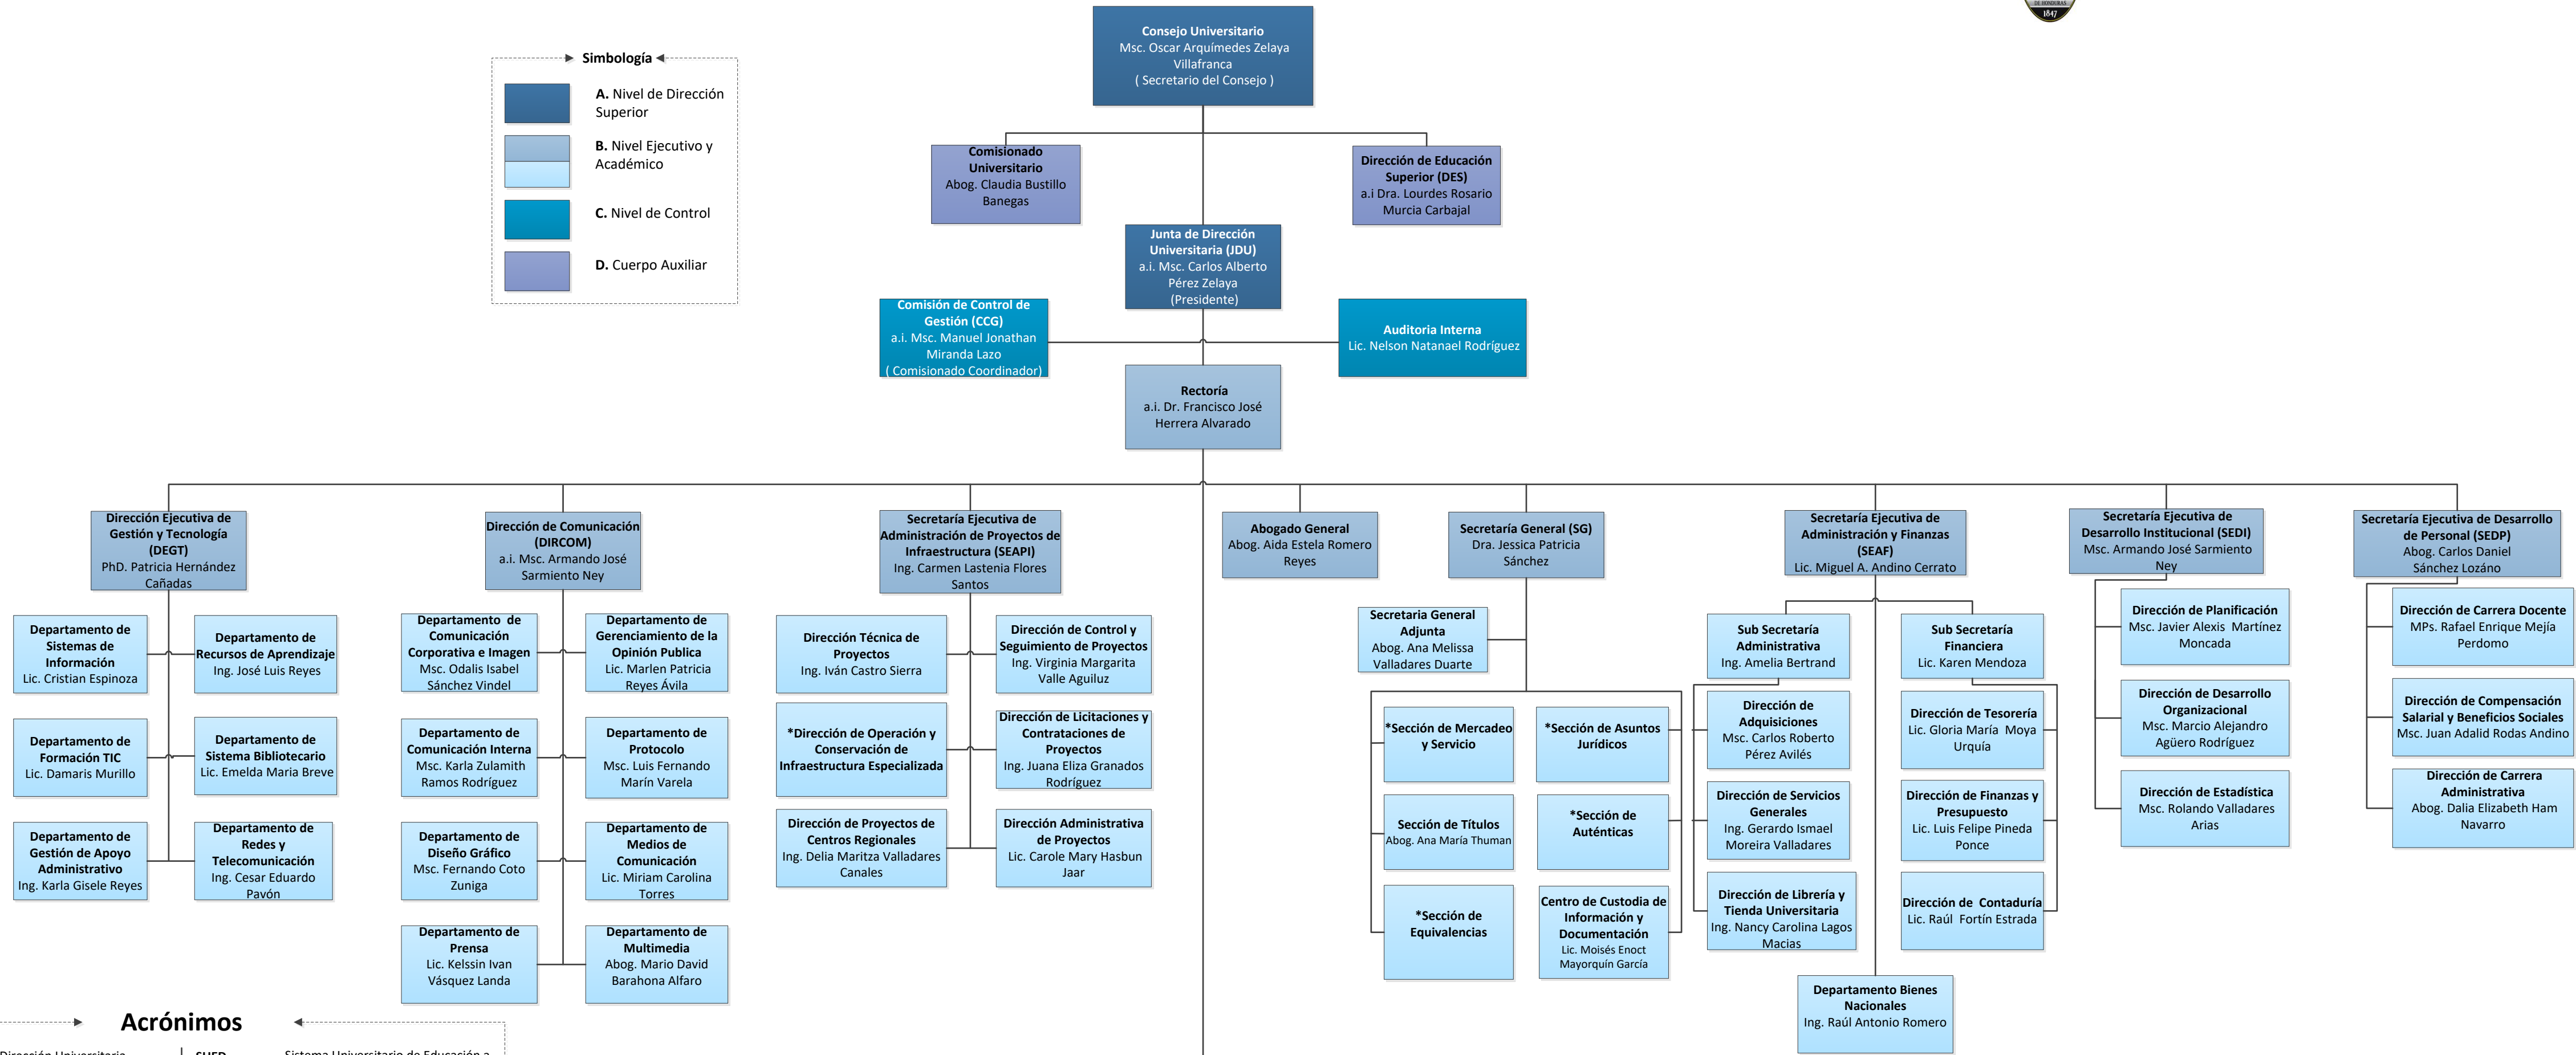 DE HONDURAS
1847
Simbología
A. Nivel de Dirección
Superior
B. Nivel Ejecutivo y
Académico
C. Nivel de Control
D. Cuerpo Auxiliar
Consejo Universitario
Msc. Oscar Arquímedes Zelaya
Villafranca
( Secretario del Consejo )
Comisionado
Universitario
Abog. Claudia Bustillo
Banegas
Dirección de Educación
Superior (DES)
a.i Dra. Lourdes Rosario
Murcia Carbajal
Junta de Dirección
Universitaria (JDU)
a.i. Msc. Carlos Alberto
Pérez Zelaya
(Presidente)
Comisión de Control de
Gestión (CCG)
a.i. Msc. Manuel Jonathan
Miranda Lazo
( Comisionado Coordinador)
Auditoria Interna
Lic. Nelson Natanael Rodríguez
Rectoría
a.i. Dr. Francisco José
Herrera Alvarado
Dirección Ejecutiva de
Gestión y Tecnología
(DEGT)
PhD. Patricia Hernández
Cañadas
Departamento de
Sistemas de
Información
Lic. Cristian Espinoza
Departamento de
Recursos de Aprendizaje
Ing. José Luis Reyes
Departamento de
Formación TIC
Lic. Damaris Murillo
Departamento de
Sistema Bibliotecario
Lic. Emelda Maria Breve
Departamento de
Gestión de Apoyo
Administrativo
Ing. Karla Gisele Reyes
Departamento de
Redes y
Telecomunicación
Ing. Cesar Eduardo
Pavón
Dirección de Comunicación
(DIRCOM)
a.i. Msc. Armando José
Sarmiento Ney
Departamento de
Comunicación
Corporativa e Imagen
Msc. Odalis Isabel
Sánchez Vindel
Departamento de
Gerenciamiento de la
Opinión Publica
Lic. Marlen Patricia
Reyes Ávila
Departamento de
Comunicación Interna
Msc. Karla Zulamith
Ramos Rodríguez
Departamento de
Protocolo
Msc. Luis Fernando
Marín Varela
Departamento de
Diseño Gráfico
Msc. Fernando Coto
Zuniga
Departamento de
Medios de
Comunicación
Lic. Miriam Carolina
Torres
Departamento de
Prensa
Lic. Kelssin Ivan
Vásquez Landa
Departamento de
Multimedia
Abog. Mario David
Barahona Alfaro
Secretaría Ejecutiva de
Administración de Proyectos de
Infraestructura (SEAPI)
Ing. Carmen Lastenia Flores
Santos
Dirección Técnica de
Proyectos
Ing. Iván Castro Sierra
Dirección de Control y
Seguimiento de Proyectos
Ing. Virginia Margarita
Valle Aguiluz
*Dirección de Operación y
Conservación de
Infraestructura Especializada
Dirección de Licitaciones y
Contrataciones de
Proyectos
Ing. Juana Eliza Granados
Rodríguez
Dirección de Proyectos de
Centros Regionales
Ing. Delia Maritza Valladares
Canales
Dirección Administrativa
de Proyectos
Lic. Carole Mary Hasbun
Jaar
Abogado General
Abog. Aida Estela Romero
Reyes
Secretaría General (SG)
Dra. Jessica Patricia
Sánchez
Secretaria General
Adjunta
Abog. Ana Melissa
Valladares Duarte
*Sección de Mercadeo
y Servicio
*Sección de Asuntos
Jurídicos
Sección de Títulos
Abog. Ana María Thuman
*Sección de
Auténticas
*Sección de
Equivalencias
Centro de Custodia de
Información y
Documentación
Lic. Moisés Enoct
Mayorquín García
Secretaría Ejecutiva de
Administración y Finanzas
(SEAF)
Lic. Miguel A. Andino Cerrato
Sub Secretaría
Administrativa
Ing. Amelia Bertrand
Sub Secretaría
Financiera
Lic. Karen Mendoza
Dirección de
Adquisiciones
Msc. Carlos Roberto
Pérez Avilés
Dirección de Tesorería
Lic. Gloria María Moya
Urquía
Dirección de Servicios
Generales
Ing. Gerardo Ismael
Moreira Valladares
Dirección de Finanzas y
Presupuesto
Lic. Luis Felipe Pineda
Ponce
Dirección de Librería y
Tienda Universitaria
Ing. Nancy Carolina Lagos
Macias
Dirección de Contaduría
Lic. Raúl Fortín Estrada
Departamento Bienes
Nacionales
Ing. Raúl Antonio Romero
Secretaría Ejecutiva de
Desarrollo Institucional (SEDI)
Msc. Armando José Sarmiento
Ney
Dirección de Planificación
Msc. Javier Alexis Martínez
Moncada
Dirección de Desarrollo
Organizacional
Msc. Marcio Alejandro
Agüero Rodríguez
Dirección de Estadística
Msc. Rolando Valladares
Arias
Secretaría Ejecutiva de Desarrollo
de Personal (SEDP)
Abog. Carlos Daniel
Sánchez Lozáno
Dirección de Carrera Docente
MPs. Rafael Enrique Mejía
Perdomo
Dirección de Compensación
Salarial y Beneficios Sociales
Msc. Juan Adalid Rodas Andino
Dirección de Carrera
Administrativa
Abog. Dalia Elizabeth Ham
Navarro
Acrónimos
Dirección Universitaria
SUED
Sistema Universitario de Educación a